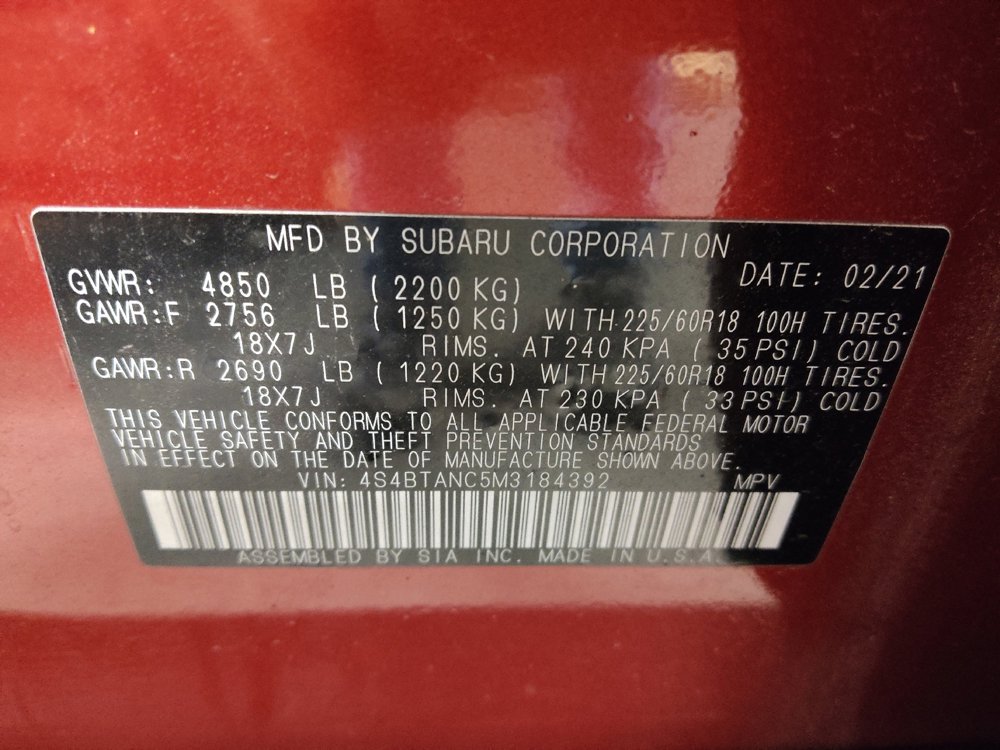 MFD BY SUBARU CORPORATION
DATE: 02/21
GVWR: 4850 LB ( 2200 KG)
GAWR:F 2756 LB ( 1250 KG) WITH 225/60R18 100H TIRES.
18X7J RIMS. AT 240 KPA ( 35 PSI) COLD
GAWR:R 2690 LB ( 1220 KG) WITH 225/60R18 100H TIRES.
18X7J RIMS. AT 230 KPA ( 33 PSI) COLD
THIS VEHICLE CONFORMS TO ALL APPLICABLE FEDERAL MOTOR
VEHICLE SAFETY AND THEFT PREVENTION STANDARDS
IN EFFECT ON THE DATE OF MANUFACTURE SHOWN ABOVE.
VIN: 4S4BTANC5M3184392 MPV
ASSEMBLED BY SIA INC. MADE IN U.S.A